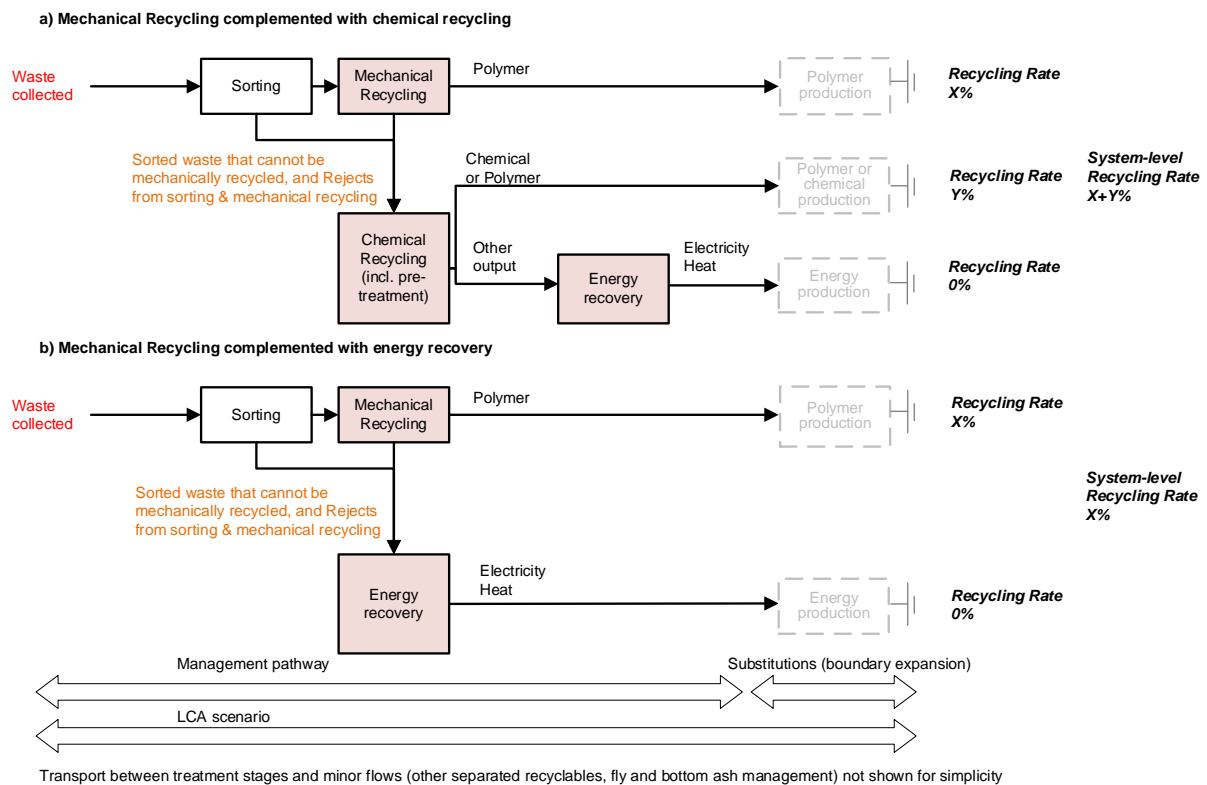 a) Mechanical Recycling complemented with chemical recycling
Waste
collected
Sorting
Mechanical
Recycling
Polymer
Polymer
production
Recycling Rate
X%
Sorted waste that cannot be
mechanically recycled, and Rejects
from sorting & mechanical recycling
Chemical
or Polymer
Polymer or
chemical
production
Recycling Rate
Y%
System-level
Recycling Rate
X+Y%
Chemical
Recycling
(incl. pre-
treatment)
Other
output
Energy
recovery
Electricity
Heat
Energy
production
Recycling Rate
0%
b) Mechanical Recycling complemented with energy recovery
Waste
collected
Sorting
Mechanical
Recycling
Polymer
Polymer
production
Recycling Rate
X%
Sorted waste that cannot be
mechanically recycled, and Rejects
from sorting & mechanical recycling
System-level
Recycling Rate
X%
Energy
recovery
Electricity
Heat
Energy
production
Recycling Rate
0%
Management pathway
Substitutions (boundary expansion)
LCA scenario
Transport between treatment stages and minor flows (other separated recyclables, fly and bottom ash management) not shown for simplicity